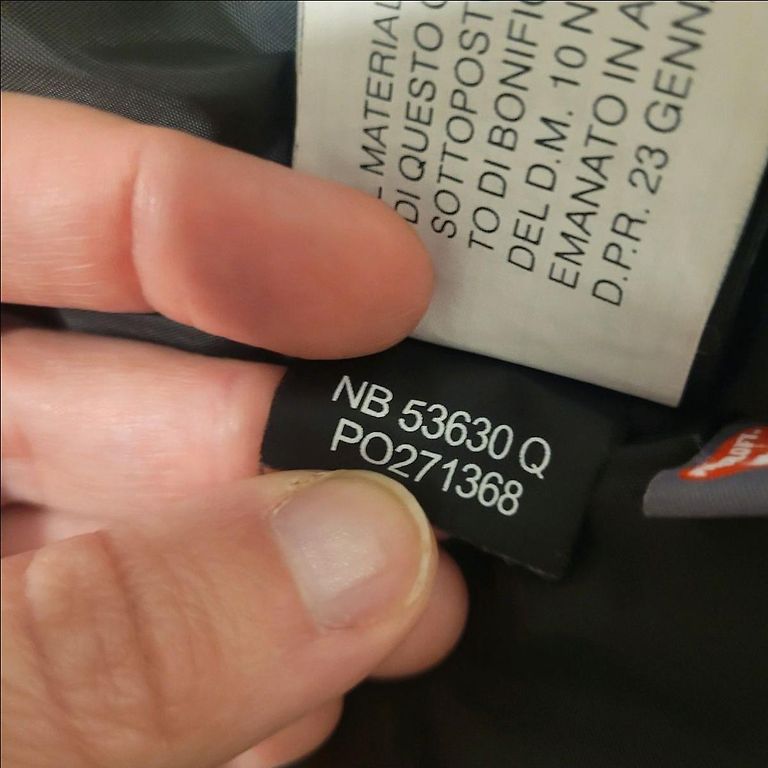 MATERIAL
DI QUESTO
SOTTOPOST
TO DI BONIFIC
DEL D.M. 10 N
EMANATO IN A
D.P.R. 23 GENN
NB 53630 Q
PO271368